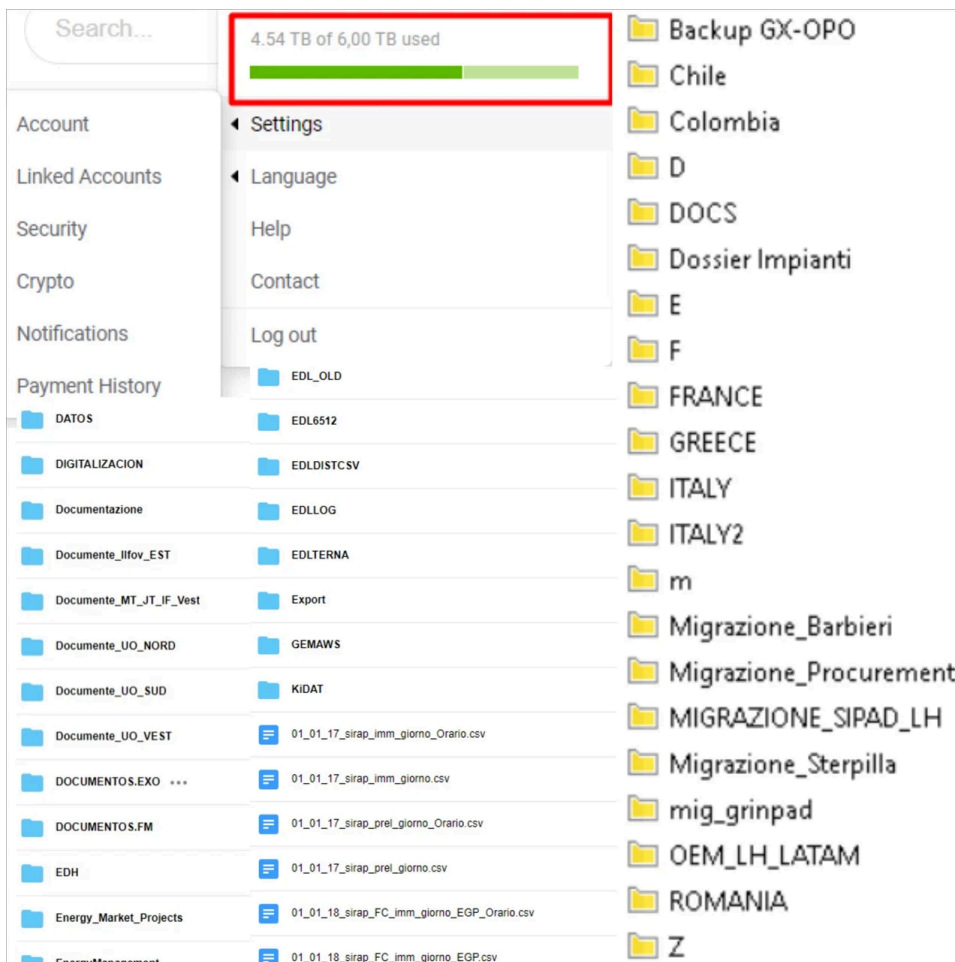 Search...
4.54 TB of 6,00 TB used
Account
Linked Accounts
Security
Crypto
Notifications
Payment History
Settings
Language
Help
Contact
Log out
DATOS
DIGITALIZACION
Documentazione
Documente_Ilfov_EST
Documente_MT_JT_IF_Vest
Documente_UO_NORD
Documente_UO_SUD
Documente_UO_VEST
DOCUMENTOS.EXO
DOCUMENTOS.FM
EDH
Energy_Market_Projects
EnergyManagement
EDL_OLD
EDL6512
EDLDISTCSV
EDLLOG
EDLTERNA
Export
GEMAWS
KiDAT
01_01_17_sirap_imm_giorno_Orario.csv
01_01_17_sirap_imm_giorno.csv
01_01_17_sirap_prel_giorno_Orario.csv
01_01_17_sirap_prel_giorno.csv
01_01_18_sirap_FC_imm_giorno_EGP_Orario.csv
01_01_18_sirap_FC_imm_giorno_EGP.csv
Backup GX-OPO
Chile
Colombia
D
DOCS
Dossier Impianti
E
F
FRANCE
GREECE
ITALY
ITALY2
m
Migrazione_Barbieri
Migrazione_Procurement
MIGRAZIONE_SIPAD_LH
Migrazione_Sterpilla
mig_grinpad
OEM_LH_LATAM
ROMANIA
Z